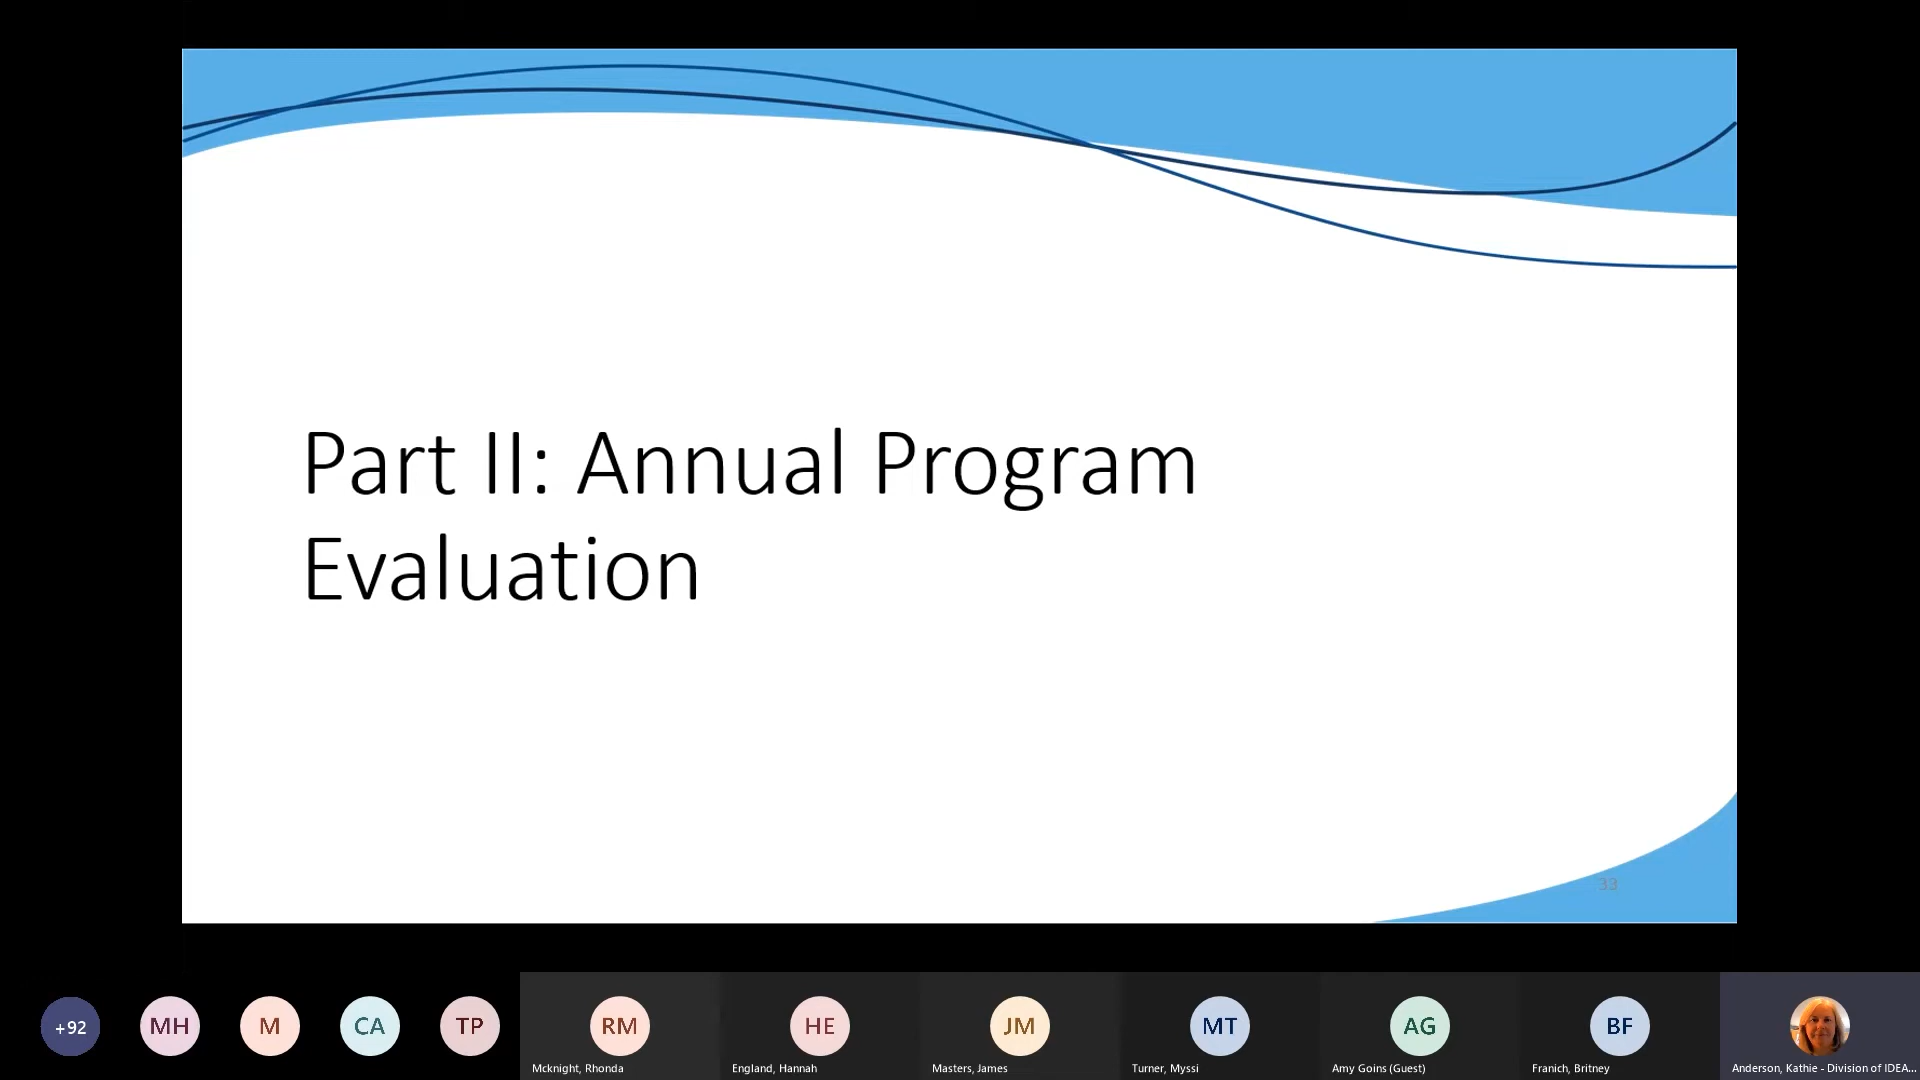 Part II: Annual Program
Evaluation
33
+92
MH
M
CA
TP
RM
HE
JM
MT
AG
BF
Mcknight, Rhonda
England, Hannah
Masters, James
Turner, Myssi
Amy Goins (Guest)
Franich, Britney
Anderson, Kathie - Division of IDEA...